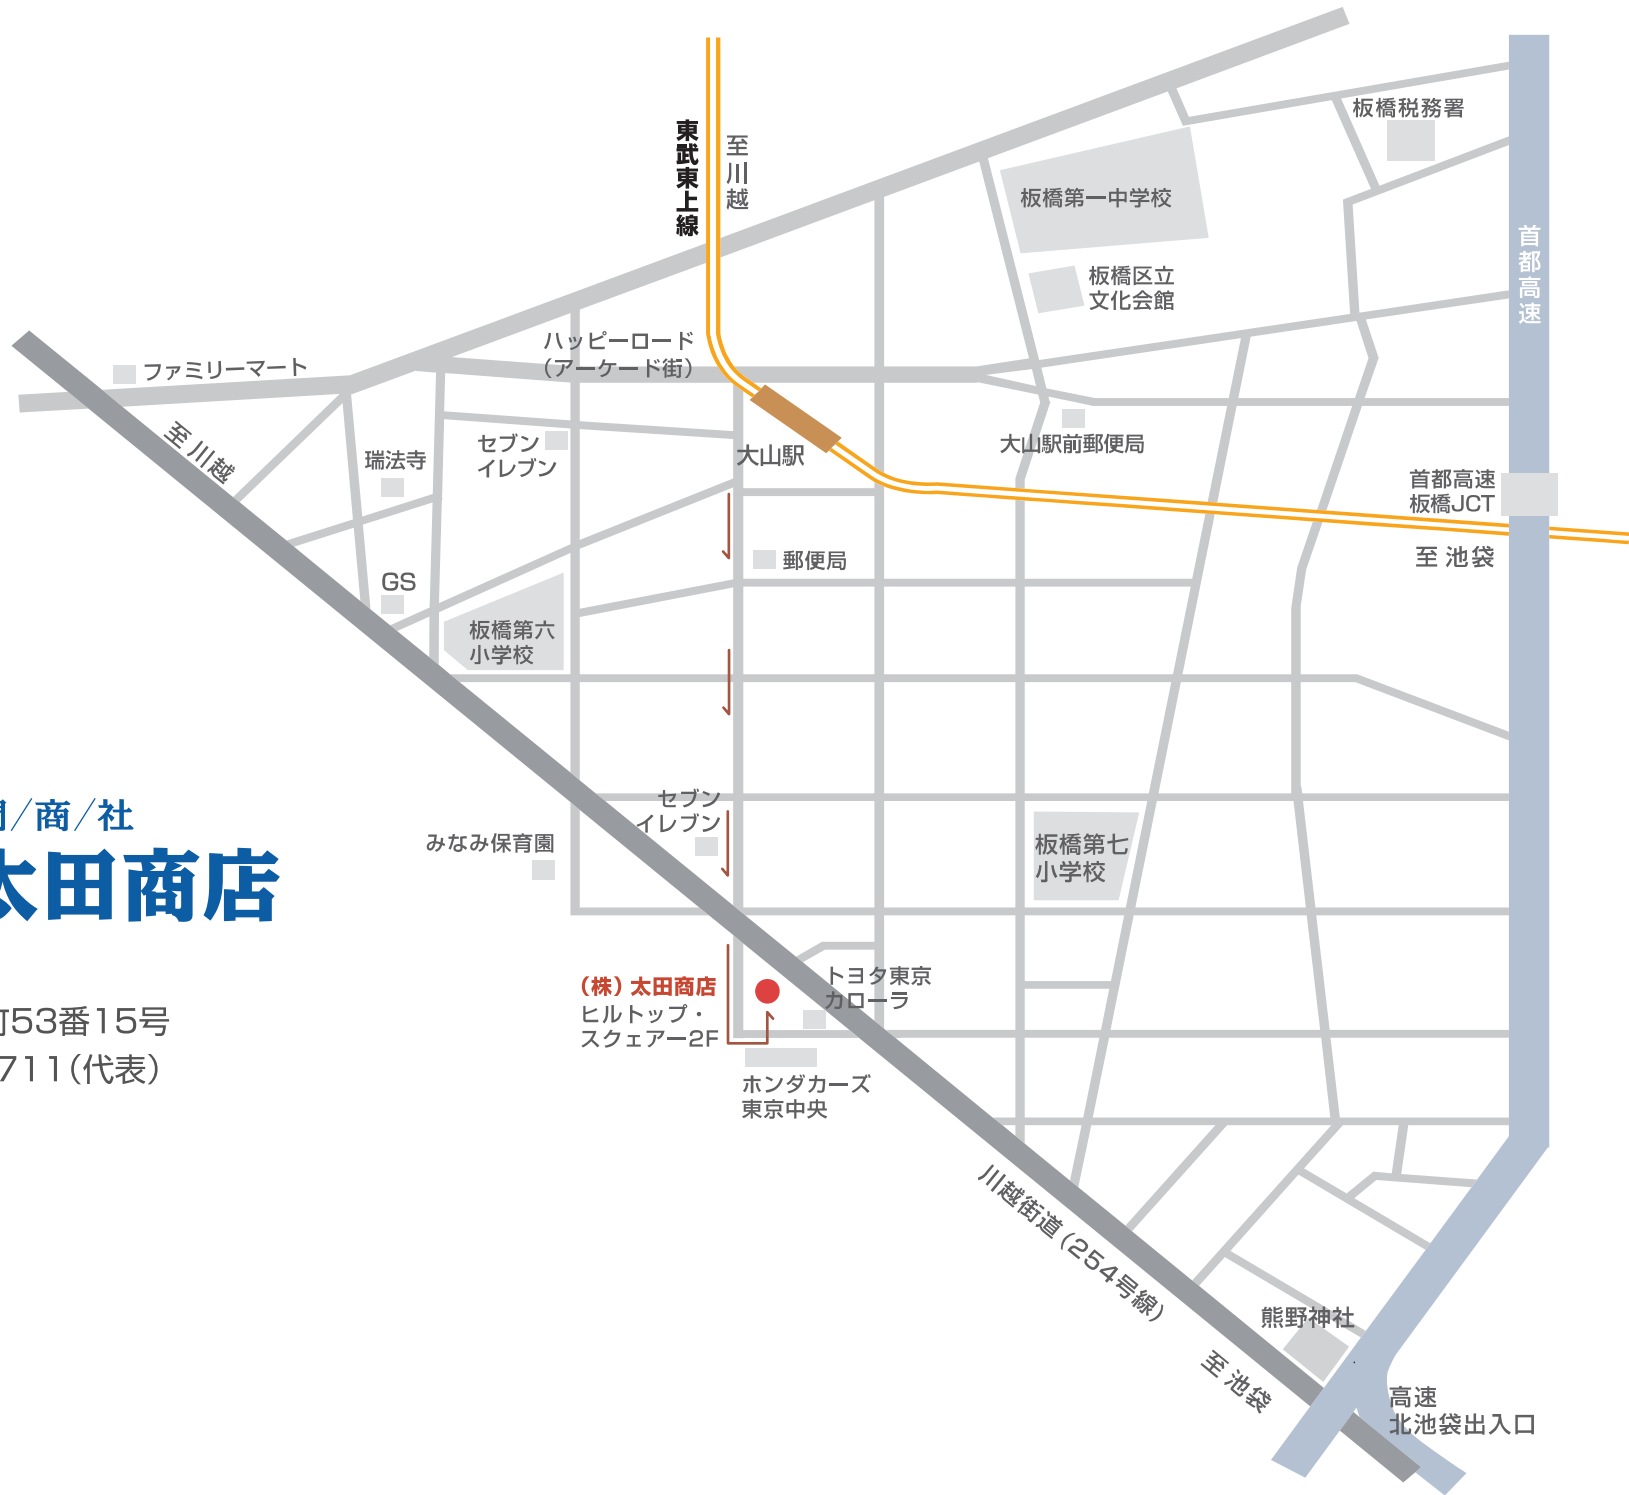 東武東上線
至川越
板橋税務署
板橋第一中学校
板橋区立
文化会館
首都高速
ハッピーロード
(アーケード街)
ファミリーマート
至 川越
瑞法寺
セブン
イレブン
大山駅
大山駅前郵便局
首都高速
板橋JCT
至 池袋
郵便局
GS
板橋第六
小学校
セブン
イレブン
みなみ保育園
板橋第七
小学校
/商/社
太田商店
(株)太田商店
ヒルトップ・
スクェアー2F
トヨタ東京
カローラ
町53番15号
711(代表)
ホンダカーズ
東京中央
川越街道(254号線)
熊野神社
至 池袋
高速
北池袋出入口